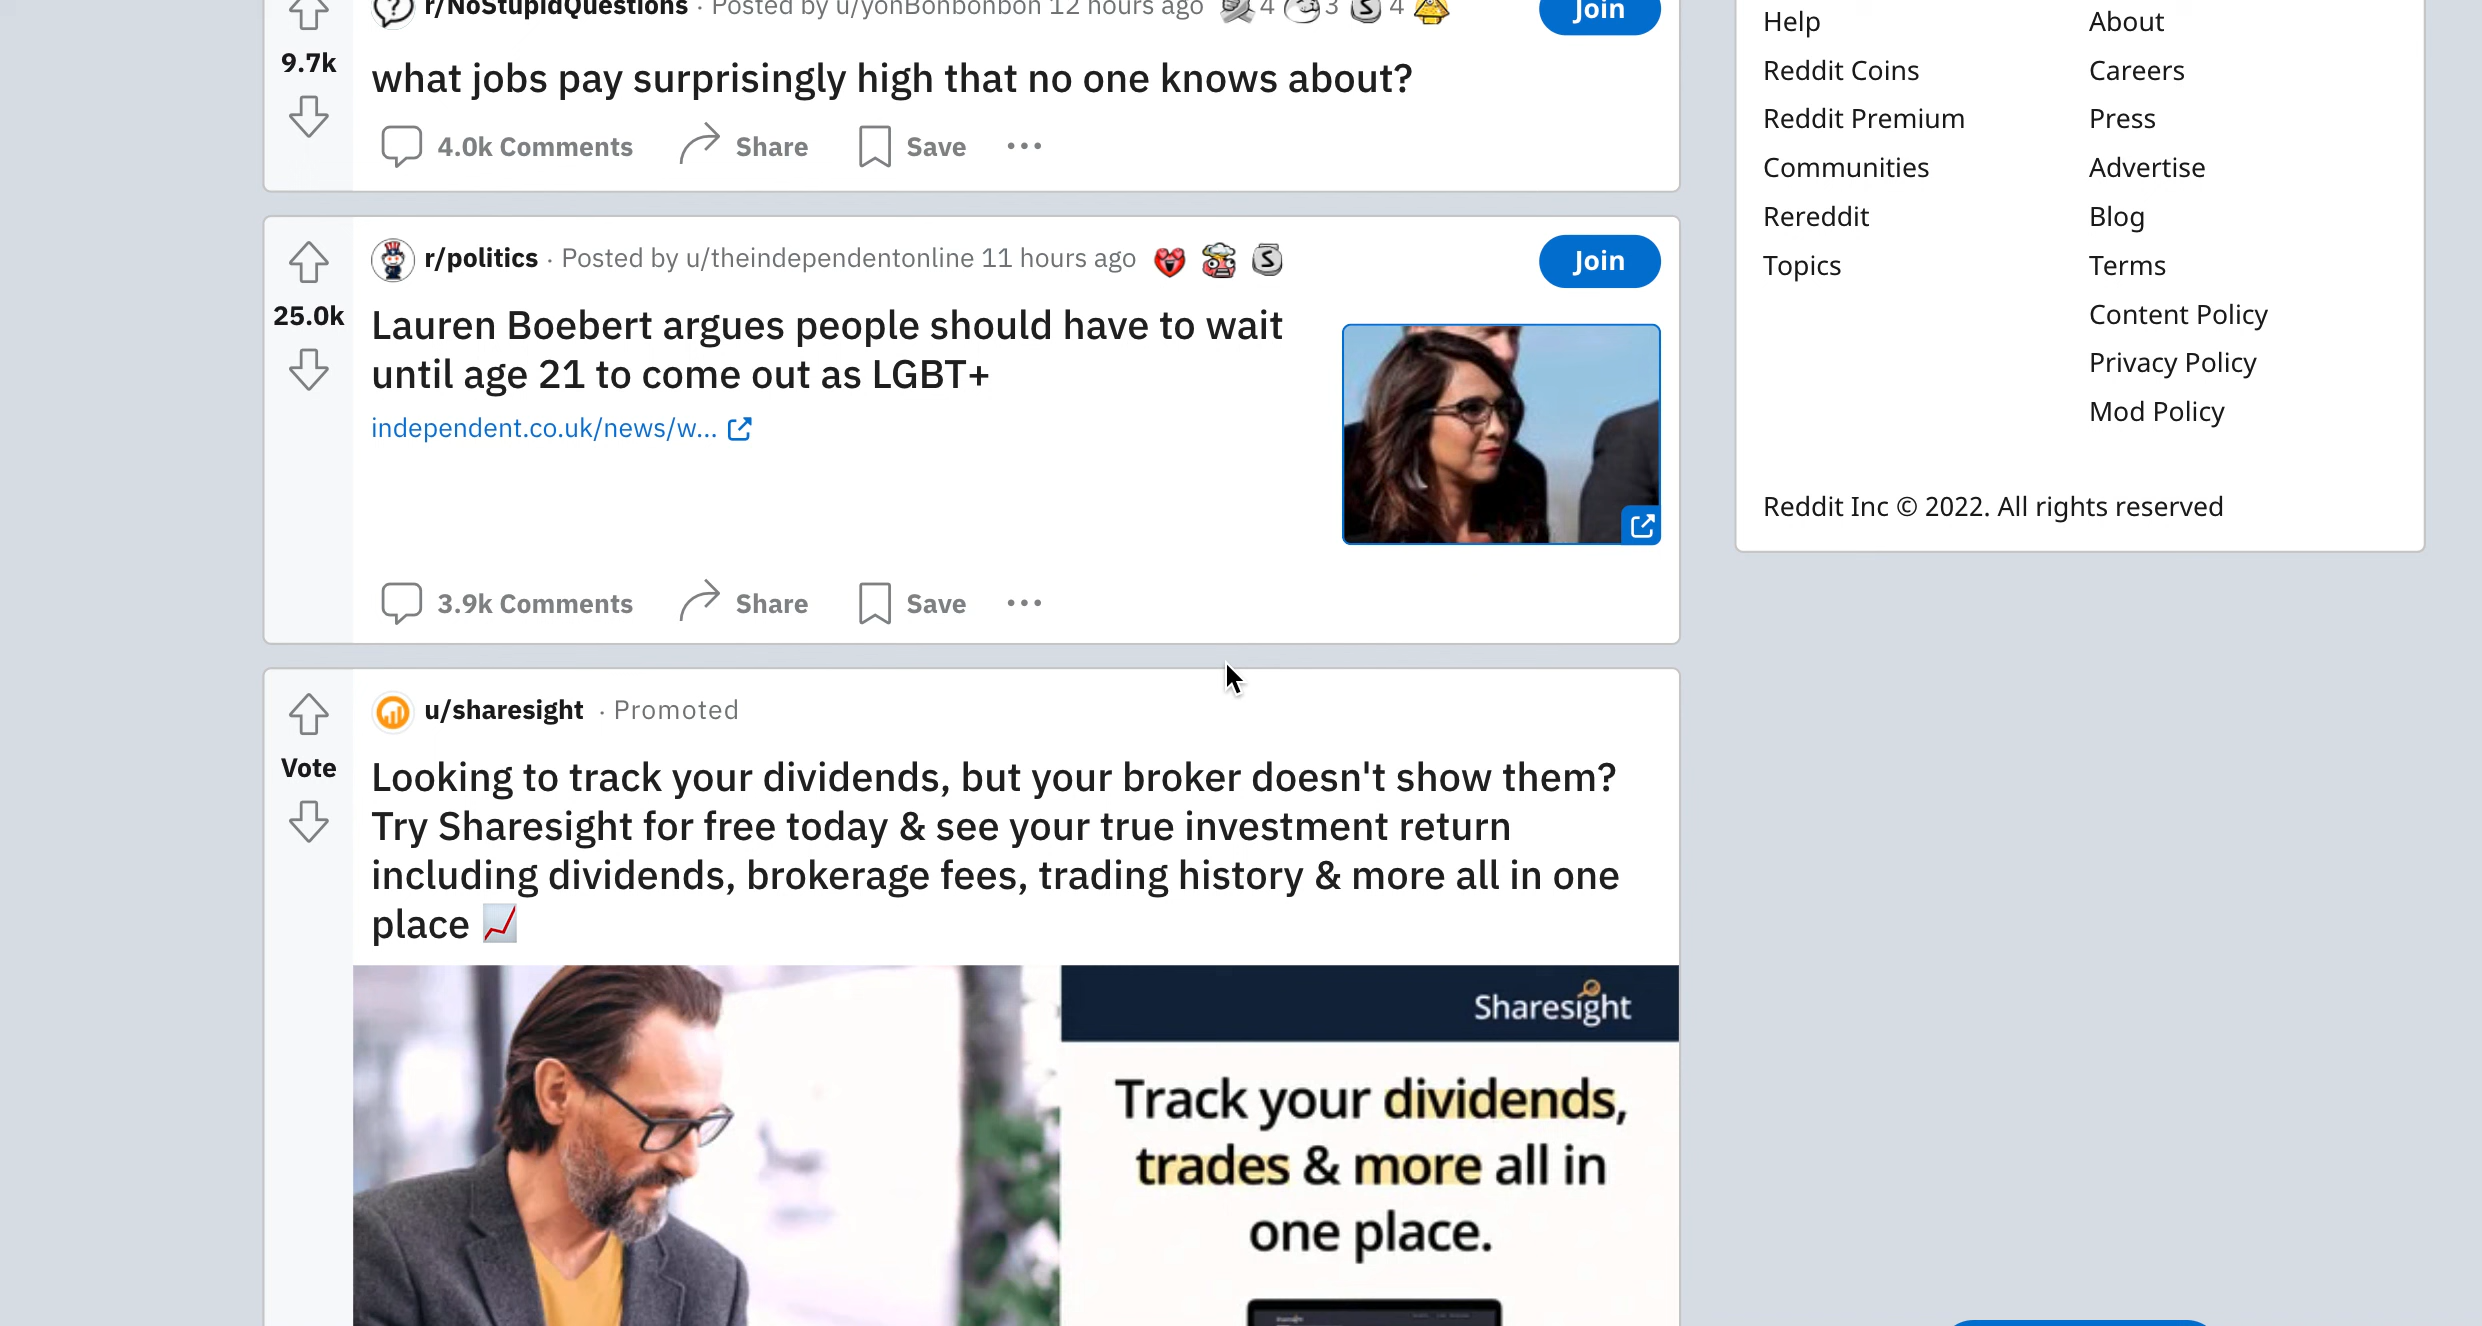 r/NoStupidQuestions · Posted by u/yonBonbonbon 12 hours ago 4 3 4
Join
9.7k
what jobs pay surprisingly high that no one knows about?
4.0k Comments Share Save
r/politics · Posted by u/theindependentonline 11 hours ago
Join
25.0k
Lauren Boebert argues people should have to wait
until age 21 to come out as LGBT+
independent.co.uk/news/w...
3.9k Comments Share Save
u/sharesight · Promoted
Vote
Looking to track your dividends, but your broker doesn't show them?
Try Sharesight for free today & see your true investment return
including dividends, brokerage fees, trading history & more all in one
place
Sharesight
Track your dividends,
trades & more all in
one place.
Help
Reddit Coins
Reddit Premium
Communities
Rereddit
Topics
About
Careers
Press
Advertise
Blog
Terms
Content Policy
Privacy Policy
Mod Policy
Reddit Inc © 2022. All rights reserved